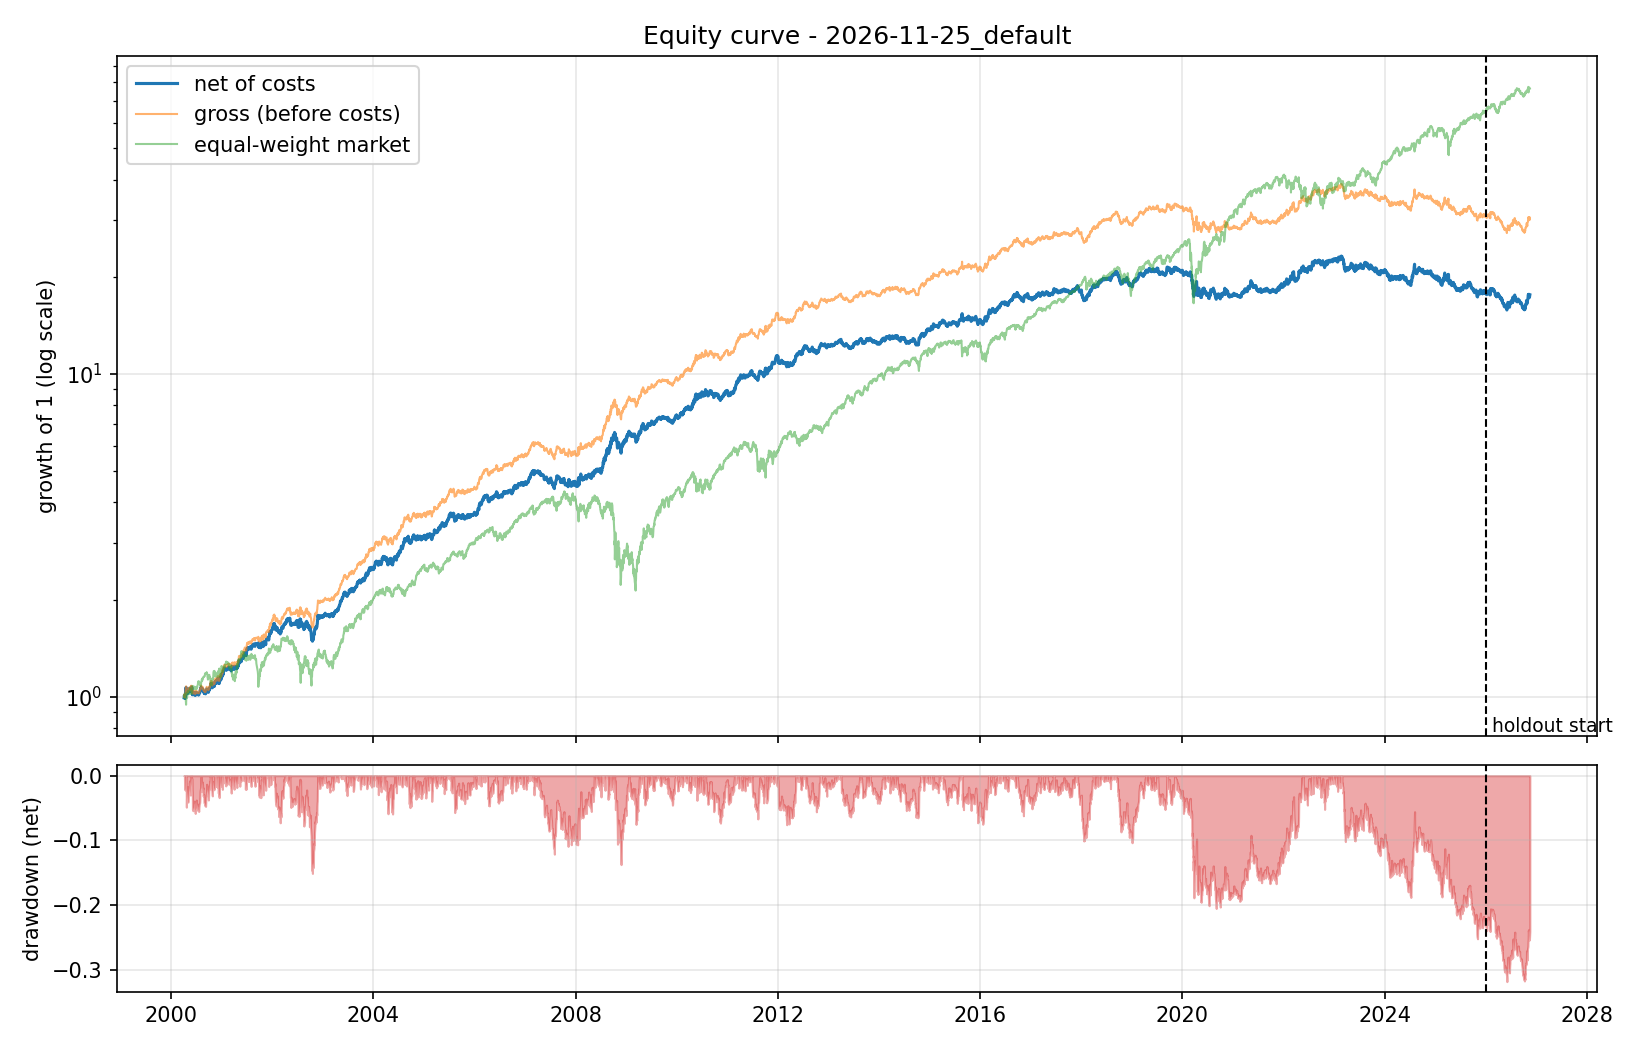 Equity curve - 2026-11-25_default
net of costs
gross (before costs)
equal-weight market
growth of 1 (log scale)
10¹
10⁰
holdout start
drawdown (net)
0.0
−0.1
−0.2
−0.3
2000 2004 2008 2012 2016 2020 2024 2028